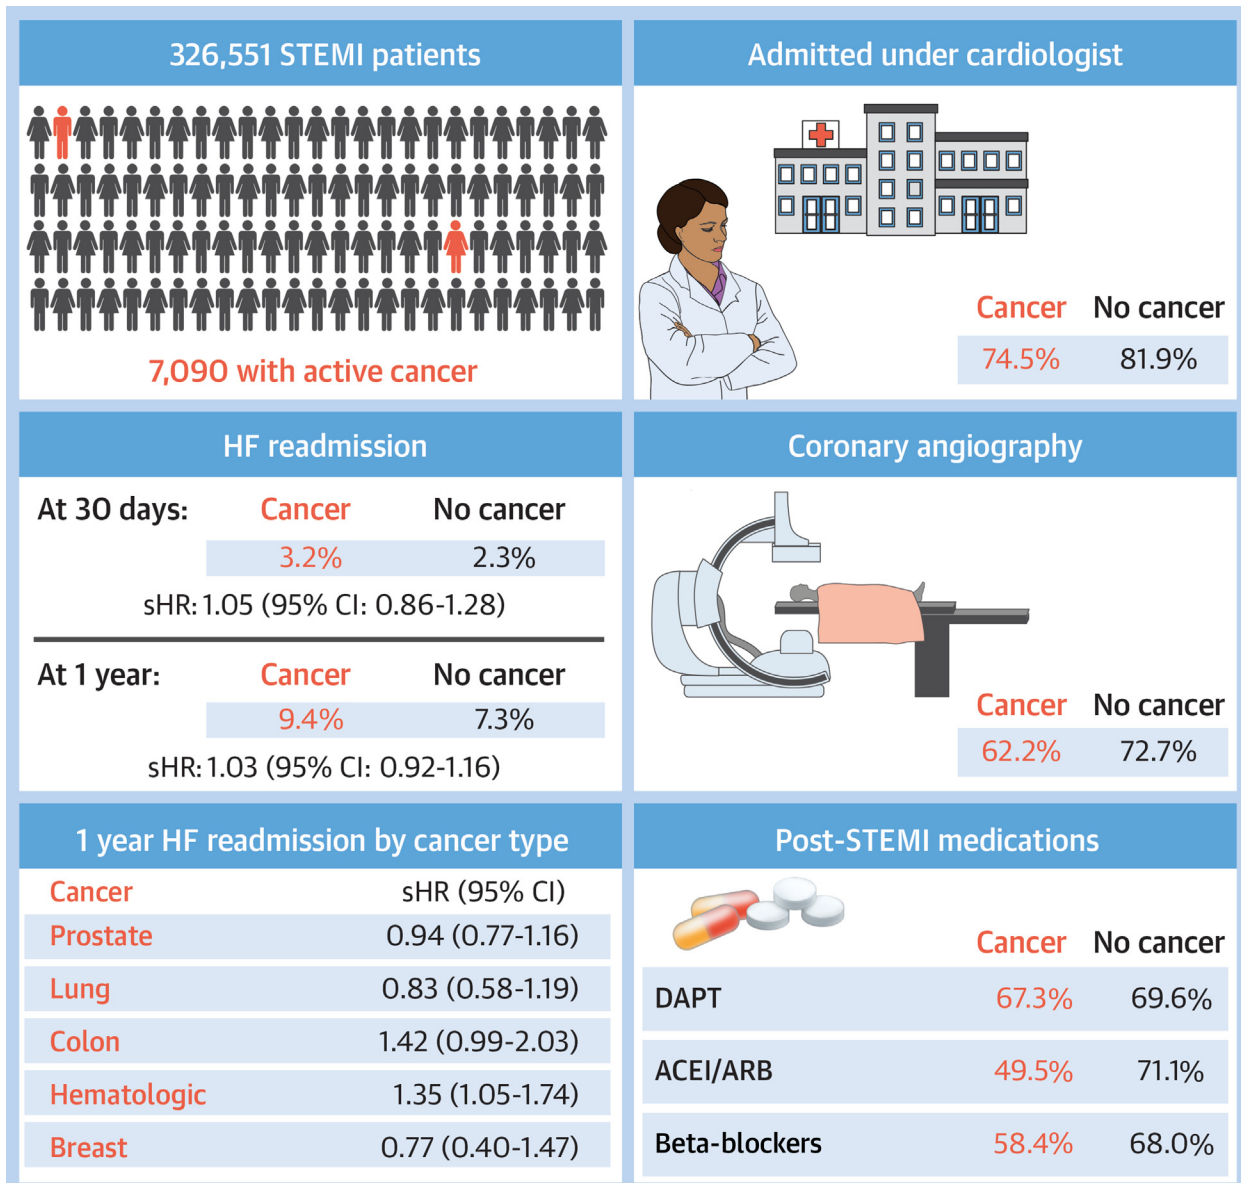 326,551 STEMI patients
7,090 with active cancer
Admitted under cardiologist
Cancer No cancer
74.5% 81.9%
HF readmission
At 30 days: Cancer No cancer
3.2% 2.3%
sHR: 1.05 (95% CI: 0.86-1.28)
At 1 year: Cancer No cancer
9.4% 7.3%
sHR: 1.03 (95% CI: 0.92-1.16)
Coronary angiography
Cancer No cancer
62.2% 72.7%
1 year HF readmission by cancer type
Cancer sHR (95% CI)
Prostate 0.94 (0.77-1.16)
Lung 0.83 (0.58-1.19)
Colon 1.42 (0.99-2.03)
Hematologic 1.35 (1.05-1.74)
Breast 0.77 (0.40-1.47)
Post-STEMI medications
Cancer No cancer
DAPT 67.3% 69.6%
ACEI/ARB 49.5% 71.1%
Beta-blockers 58.4% 68.0%